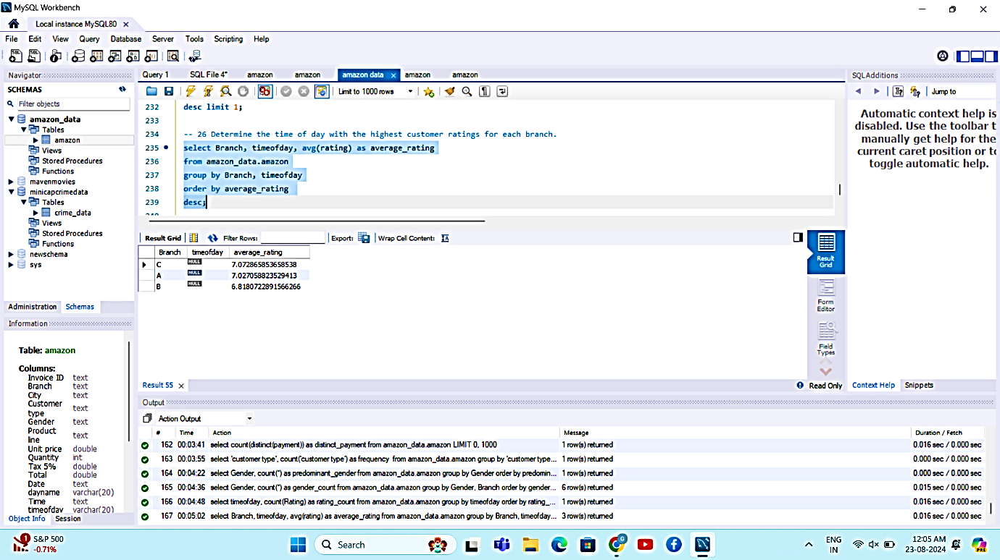 MySQL Workbench
Local instance MySQL80
File Edit View Query Database Server Tools Scripting Help
Navigator
SCHEMAS
Filter objects
amazon_data
Tables
amazon
Views
Stored Procedures
Functions
mavenmovies
minicapcrimedata
Tables
crime_data
Views
Stored Procedures
Functions
newschema
sys
Administration Schemas
Information
Table: amazon
Columns:
Invoice ID text
Branch text
City text
Customer type text
Gender text
Product line text
Unit price double
Quantity int
Tax 5% double
Total double
Date text
dayname varchar(20)
Time text
timeofday varchar(20)
Object Info Session
Query 1 SQL File 4* amazon amazon amazon data amazon amazon
Limit to 1000 rows
232 desc limit 1;
233
234 -- 26 Determine the time of day with the highest customer ratings for each branch.
235 select Branch, timeofday, avg(rating) as average_rating
236 from amazon_data.amazon
237 group by Branch, timeofday
238 order by average_rating
239 desc;
240
Result Grid Filter Rows: Export: Wrap Cell Content:
Branch timeofday average_rating
C NULL 7.072865853658538
A NULL 7.027058823529413
B NULL 6.8180722891566266
Result Grid
Form Editor
Field Types
Result 55
Read Only
Output
Action Output
# Time Action Message Duration / Fetch
162 00:03:41 select count(distinct(payment)) as distinct_payment from amazon_data.amazon LIMIT 0, 1000 1 row(s) returned 0.016 sec / 0.000 sec
163 00:03:55 select 'customer type', count('customer type') as frequency from amazon_data.amazon group by 'customer type... 1 row(s) returned 0.000 sec / 0.000 sec
164 00:04:22 select Gender, count(*) as predominant_gender from amazon_data.amazon group by Gender order by predomin... 1 row(s) returned 0.000 sec / 0.000 sec
165 00:04:36 select Gender, count(*) as gender_count from amazon_data.amazon group by Gender, Branch order by gender... 6 row(s) returned 0.015 sec / 0.000 sec
166 00:04:48 select timeofday, count(Rating) as rating_count from amazon_data.amazon group by timeofday order by rating_... 1 row(s) returned 0.016 sec / 0.000 sec
167 00:05:02 select Branch, timeofday, avg(rating) as average_rating from amazon_data.amazon group by Branch, timeofday... 3 row(s) returned 0.016 sec / 0.000 sec
SQLAdditions
Jump to
Automatic context help is
disabled. Use the toolbar t
manually get help for the
current caret position or to
toggle automatic help.
Context Help Snippets
1
S&P 500
-0.71%
Search
G
PRE
ENG
IN
12:05 AM
23-08-2024